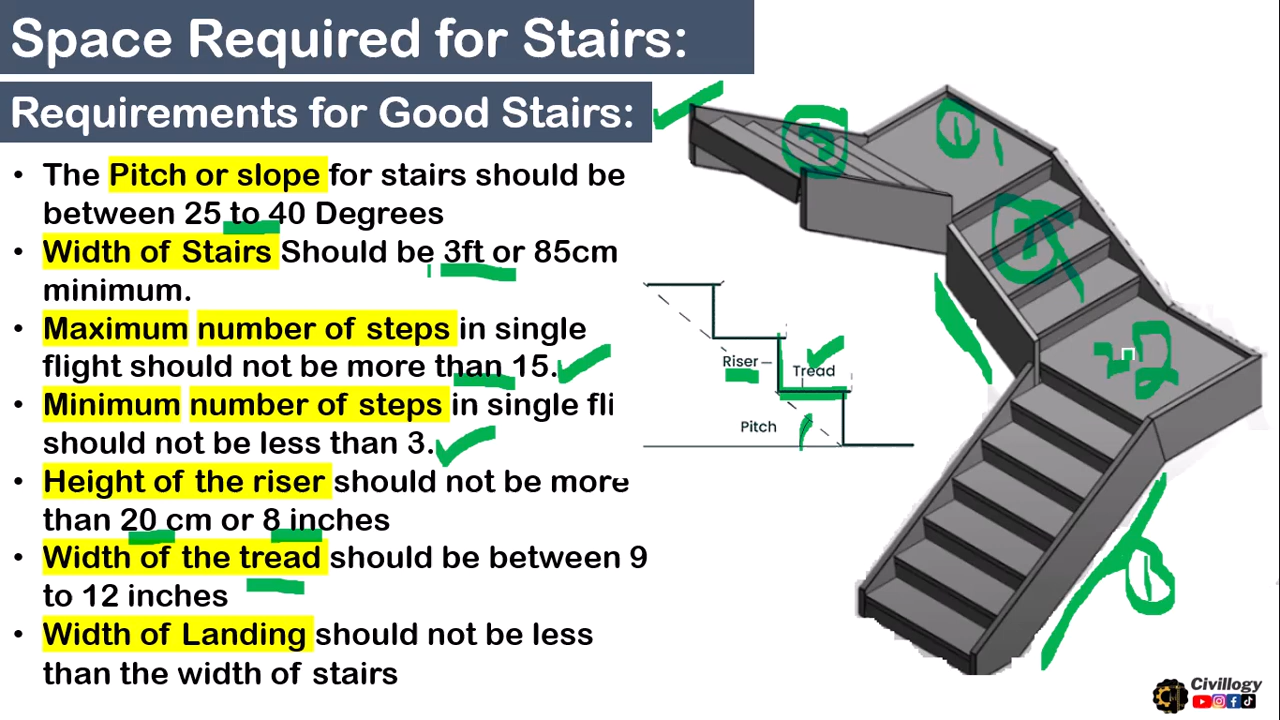 Space Required for Stairs:
Requirements for Good Stairs:
• The Pitch or slope for stairs should be
between 25 to 40 Degrees
• Width of Stairs Should be 3ft or 85cm
minimum.
• Maximum number of steps in single
flight should not be more than 15.
• Minimum number of steps in single fli
should not be less than 3.
• Height of the riser should not be more
than 20 cm or 8 inches
• Width of the tread should be between 9
to 12 inches
• Width of Landing should not be less
than the width of stairs
Riser
Tread
Pitch
Civillogy